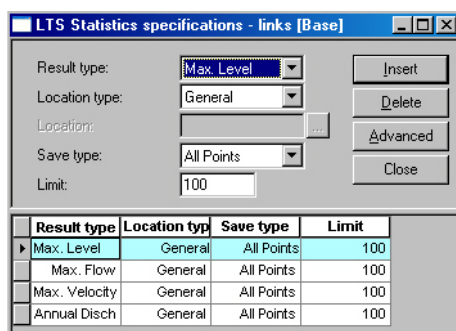 LTS Statistics specifications - links [Base]
Result type: Max. Level Insert
Location type: General Delete
Location: ... Advanced
Save type: All Points Close
Limit: 100
Result type Location typ Save type Limit
Max. Level General All Points 100
Max. Flow General All Points 100
Max. Velocity General All Points 100
Annual Disch General All Points 100